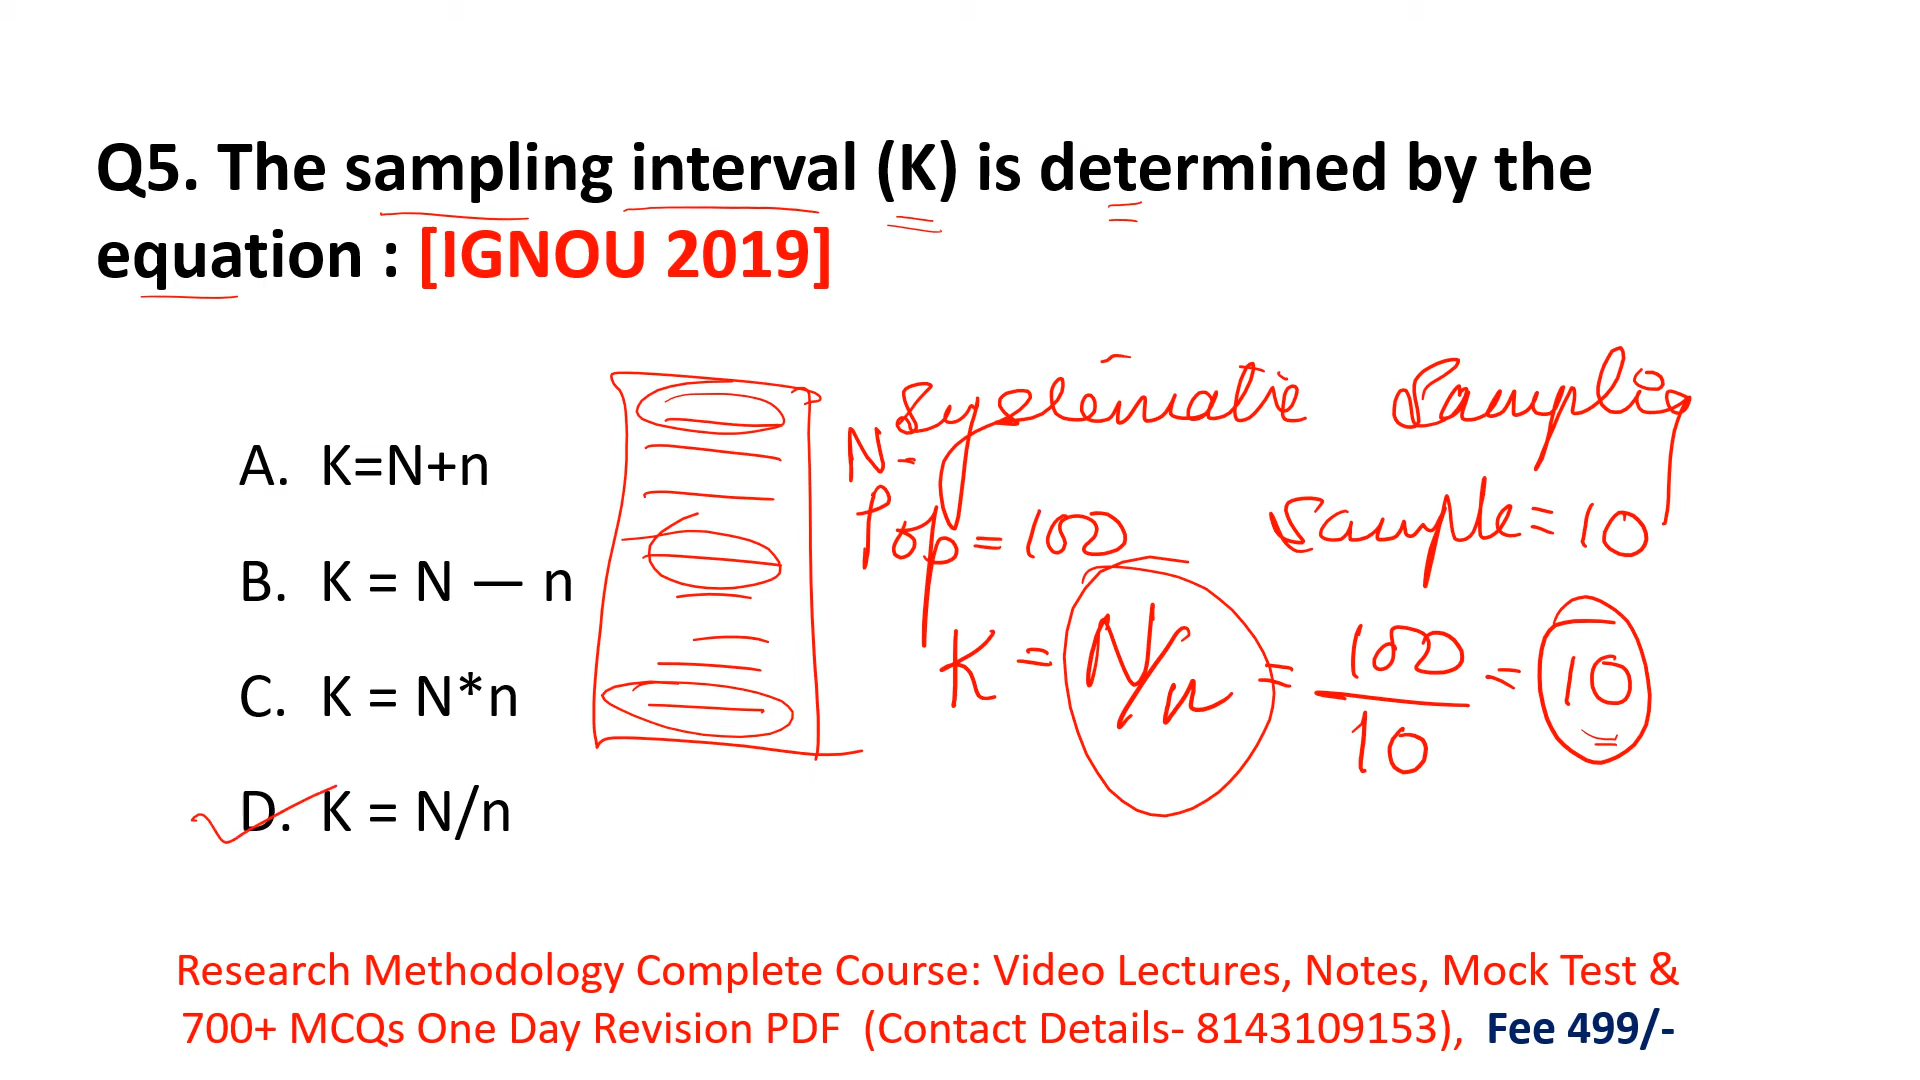 Q5. The sampling interval (K) is determined by the
equation : [IGNOU 2019]
Systematic Sampling
A. K=N+n
N-
Pop = 100
sample = 10
B. K = N — n
K = N/n = 100/10 = 10
C. K = N*n
D. K = N/n
Research Methodology Complete Course: Video Lectures, Notes, Mock Test &
700+ MCQs One Day Revision PDF (Contact Details- 8143109153), Fee 499/-